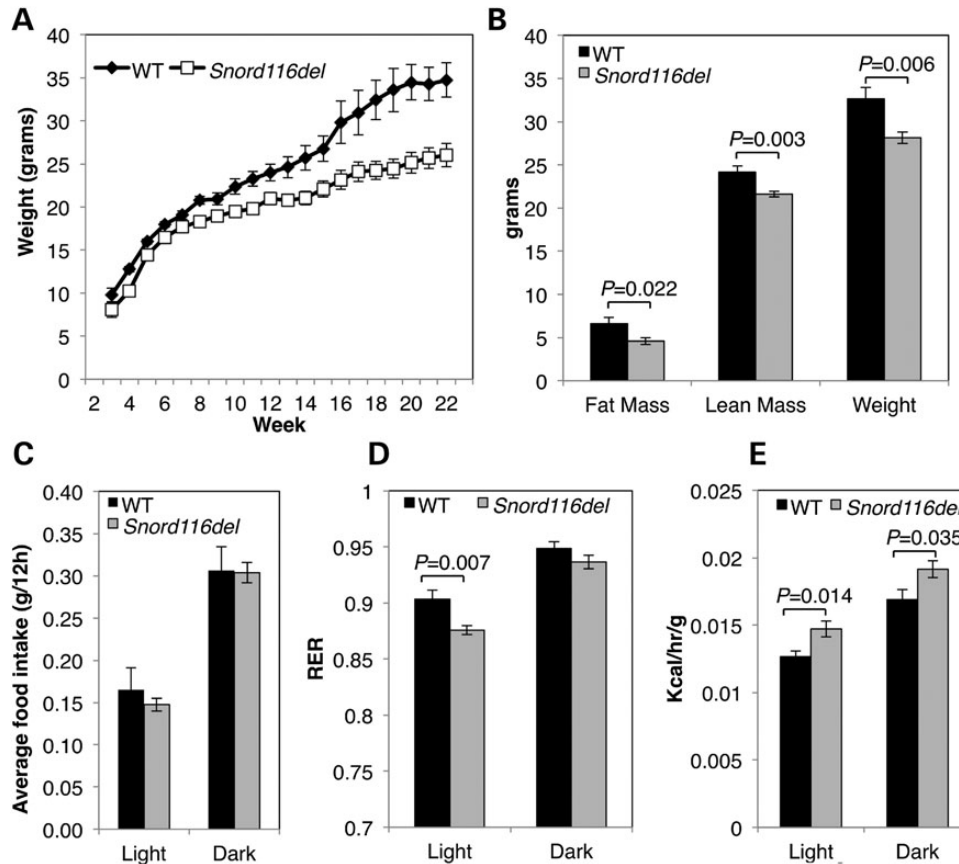 A
WT Snord116del
Weight (grams)
40
35
30
25
20
15
10
5
0
2 4 6 8 10 12 14 16 18 20 22
Week
B
WT
Snord116del
grams
40
35
30
25
20
15
10
5
0
P=0.022
P=0.003
P=0.006
Fat Mass Lean Mass Weight
C
WT
Snord116del
Average food intake (g/12h)
0.40
0.35
0.30
0.25
0.20
0.15
0.10
0.05
0.00
Light Dark
D
WT Snord116del
RER
1
0.95
0.9
0.85
0.8
0.75
0.7
P=0.007
Light Dark
E
WT Snord116del
Kcal/hr/g
0.025
0.02
0.015
0.01
0.005
0
P=0.014
P=0.035
Light Dark